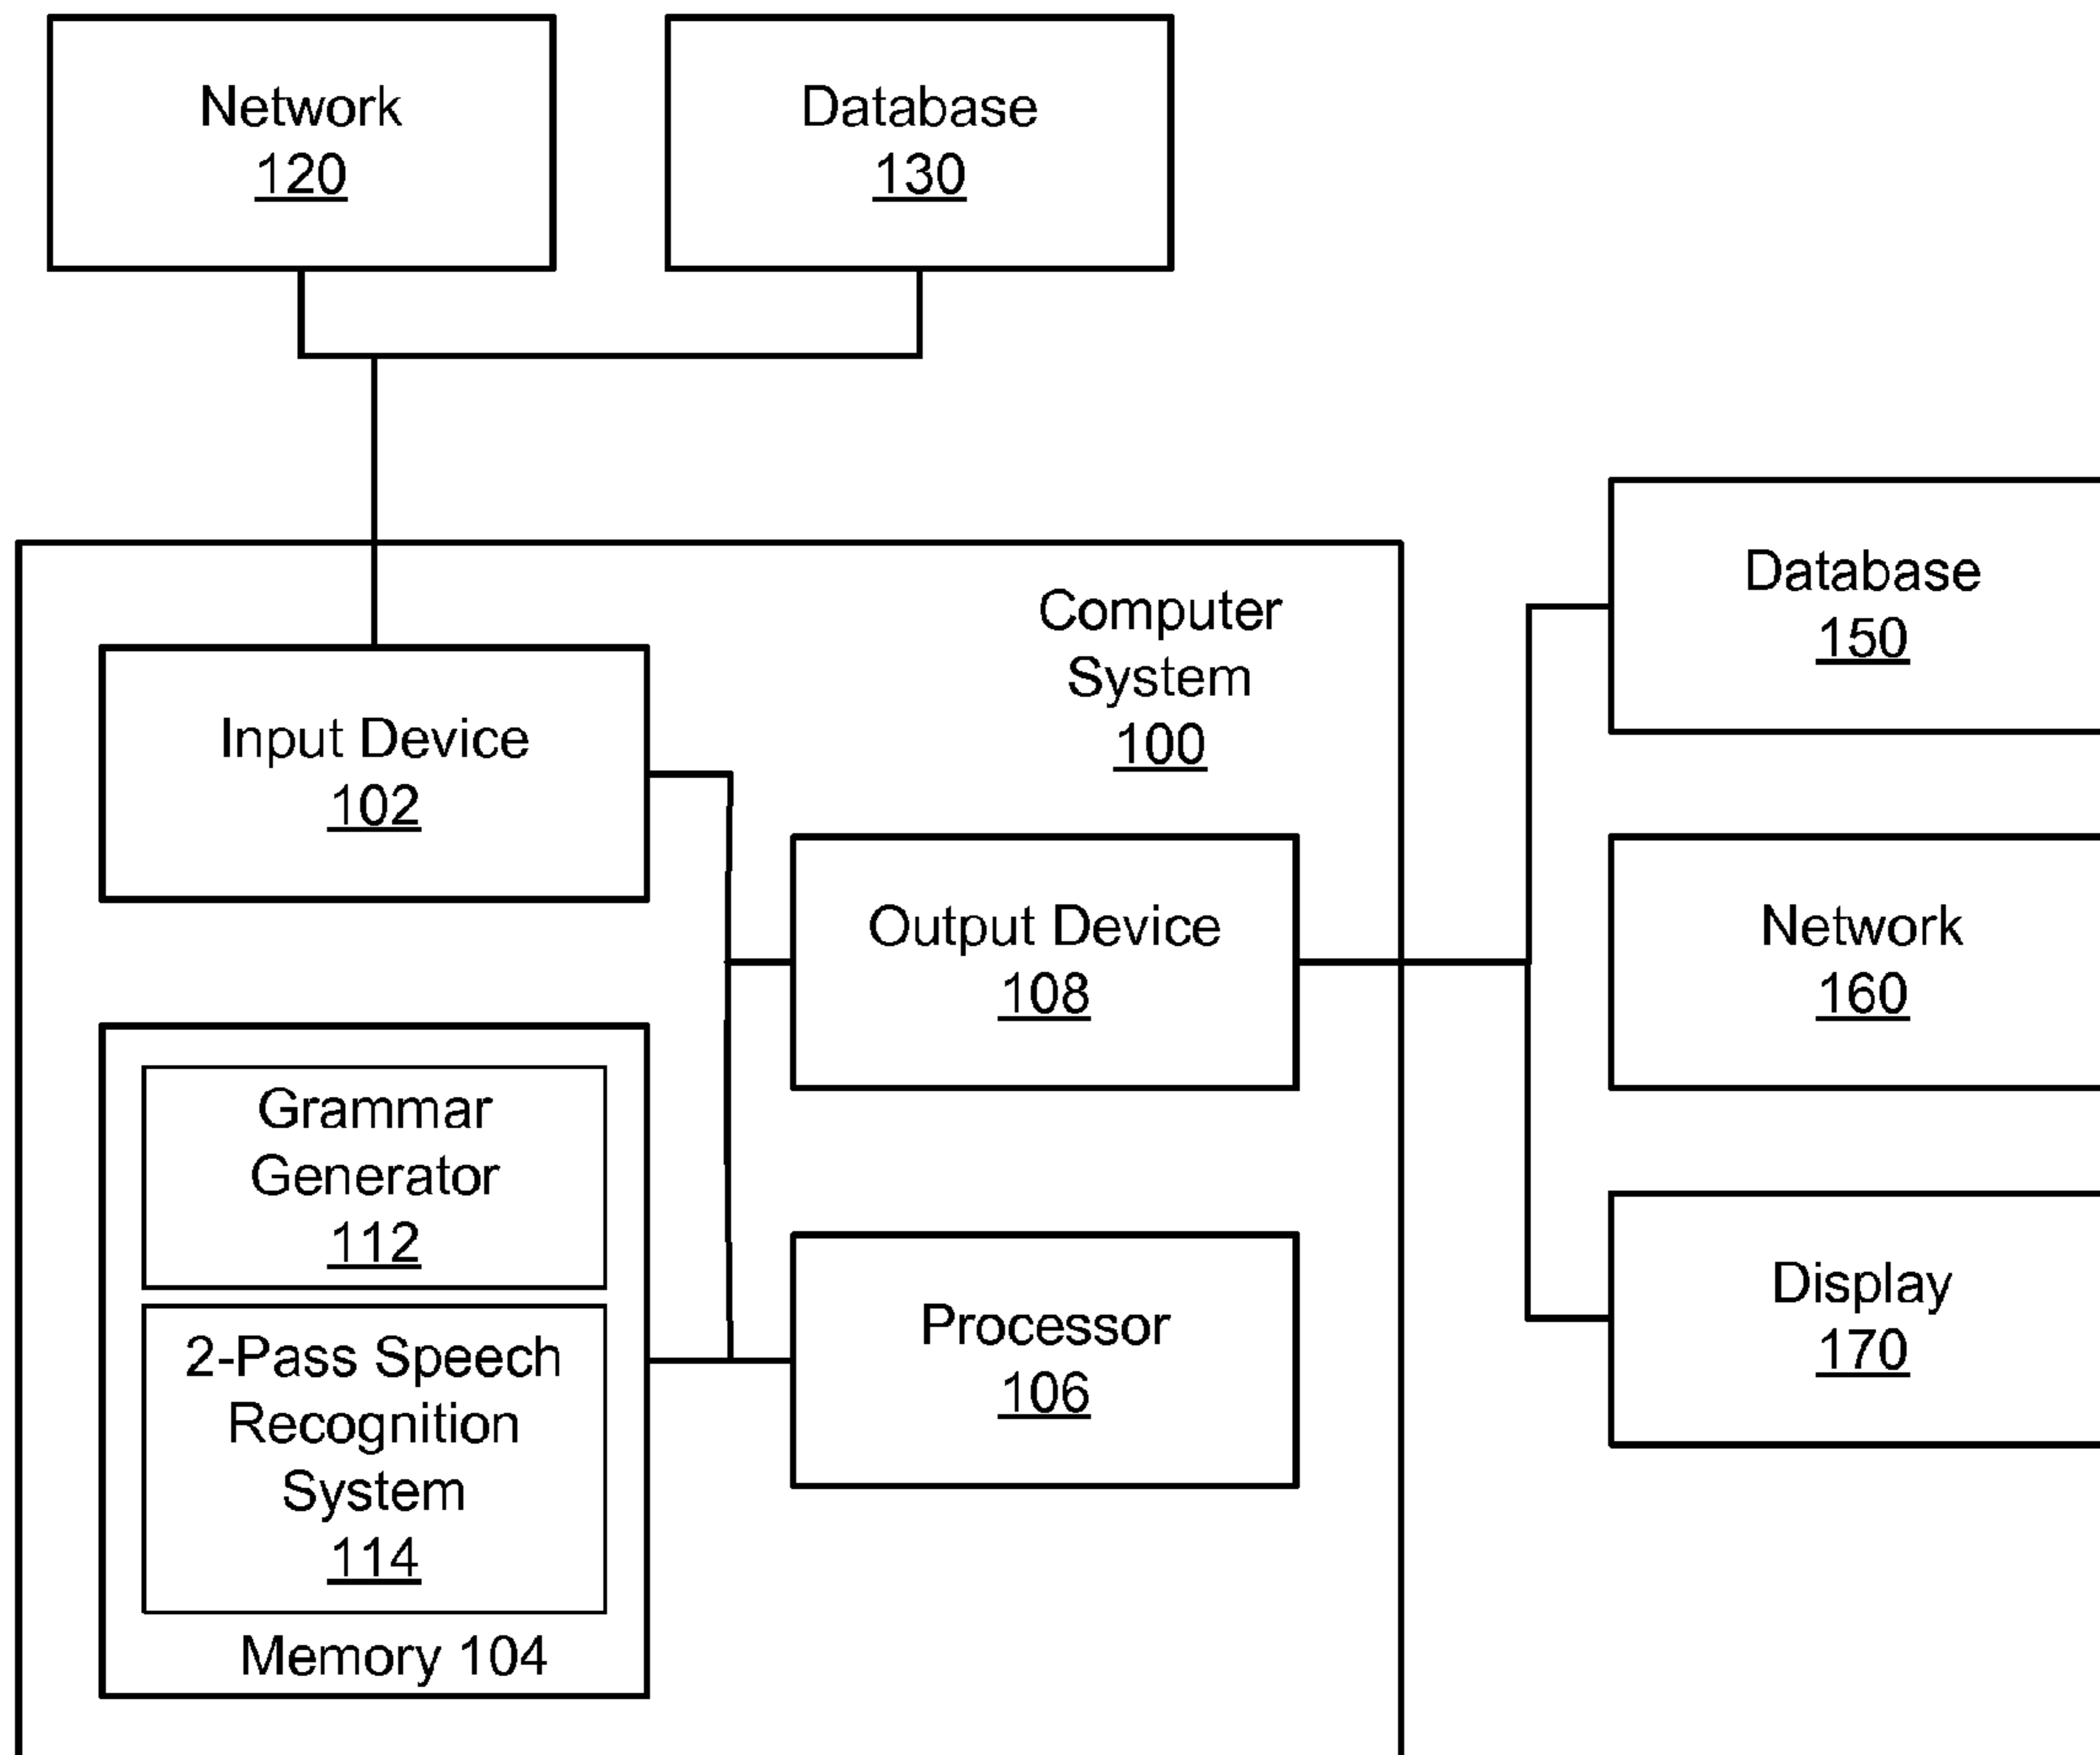 Network
120
Database
130
Computer
System
100
Input Device
102
Output Device
108
Grammar
Generator
112
2-Pass Speech
Recognition
System
114
Memory 104
Processor
106
Database
150
Network
160
Display
170